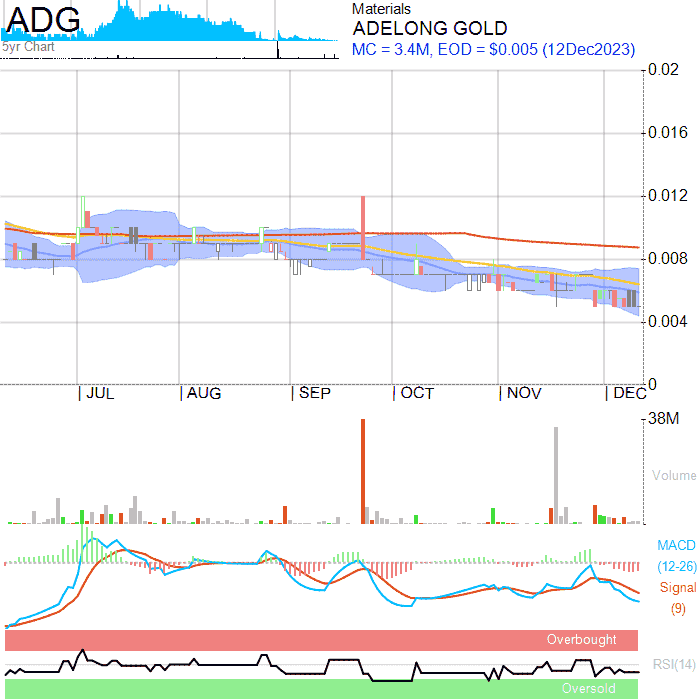 ADG
5yr Chart
Materials
ADELONG GOLD
MC = 3.4M, EOD = $0.005 (12Dec2023)
0.02
0.016
0.012
0.008
0.004
0
JUL AUG SEP OCT NOV DEC
38M
Volume
MACD
(12-26)
Signal
(9)
Overbought
RSI(14)
Oversold